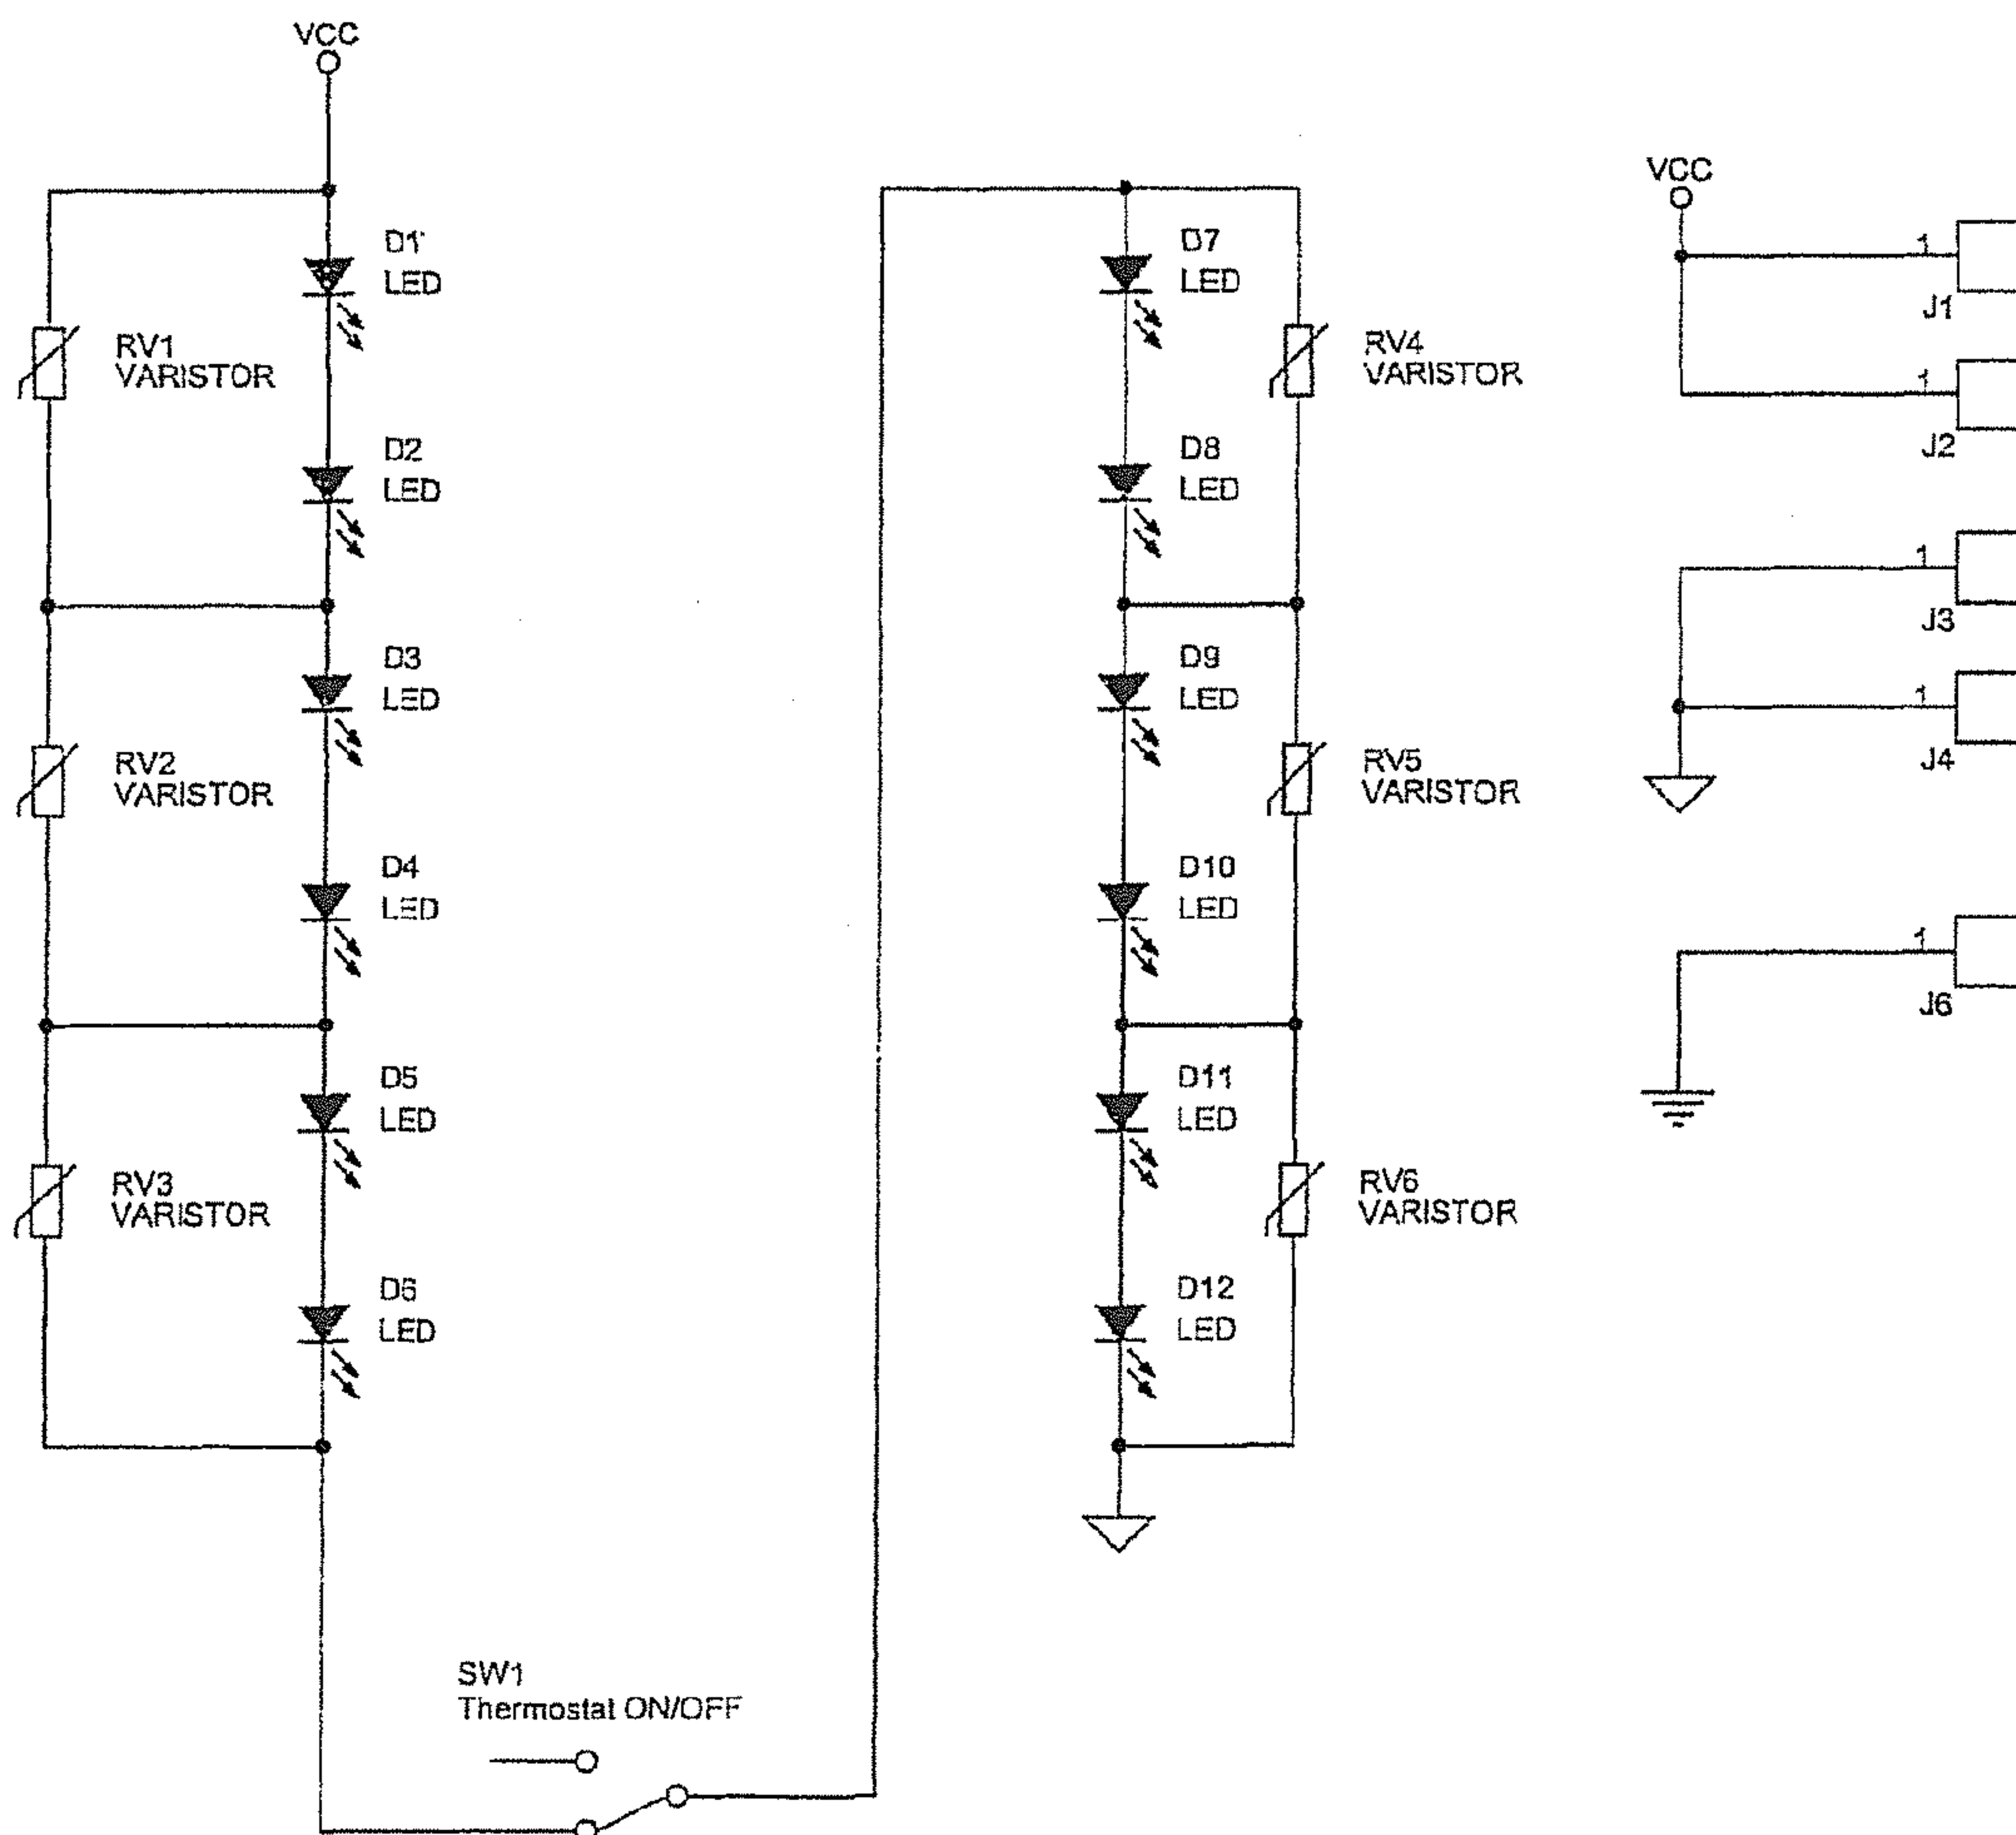 VCC
D1
LED
RV1
VARISTOR
D2
LED
D3
LED
RV2
VARISTOR
D4
LED
D5
LED
RV3
VARISTOR
D6
LED
SW1
Thermostat ON/OFF
D7
LED
RV4
VARISTOR
D8
LED
D9
LED
RV5
VARISTOR
D10
LED
D11
LED
RV6
VARISTOR
D12
LED
VCC
1
J1
1
J2
1
J3
1
J4
1
J6